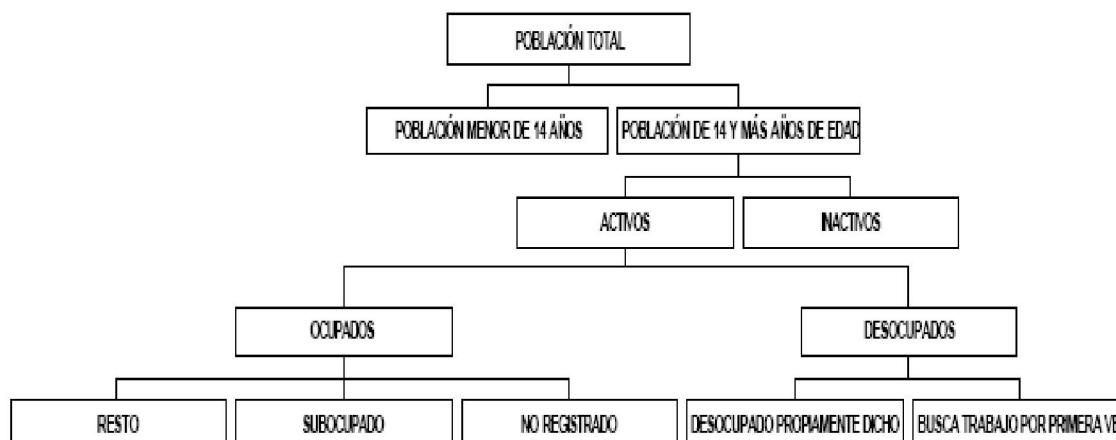 POBLACIÓN TOTAL
POBLACIÓN MENOR DE 14 AÑOS
POBLACIÓN DE 14 Y MÁS AÑOS DE EDAD
ACTIVOS
INACTIVOS
OCUPADOS
DESOCUPADOS
RESTO
SUBOCUPADO
NO REGISTRADO
DESOCUPADO PROPIAMENTE DICHO
BUSCA TRABAJO POR PRIMERA VE